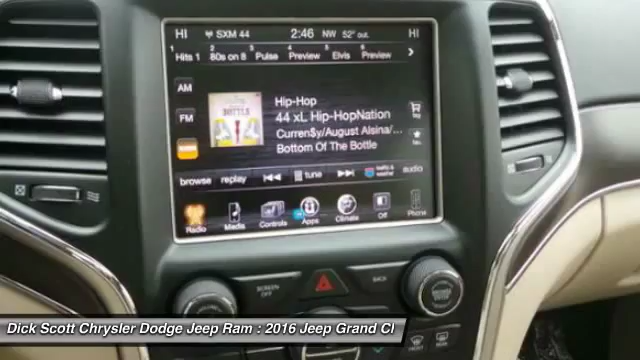 HI SXM 44 2:46 NW 52° out. HI
1 Hits 1 2 80s on 8 3 Pulse 4 Preview 5 Elvis 6 Preview
AM
Hip-Hop
44 xL Hip-HopNation
FM
Curren$y/August Alsina/...
Bottom Of The Bottle
browse replay tune audio
Radio Media Controls Apps Climate Off Phone
SCREEN OFF
BACK
Dick Scott Chrysler Dodge Jeep Ram : 2016 Jeep Grand Cl